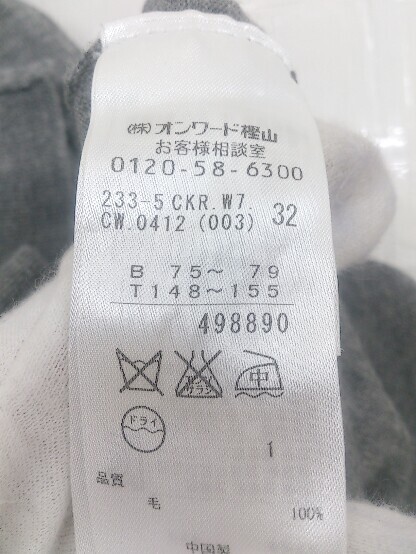 (株)オンワード樫山
お客様相談室
0120-58-6300
233-5 CKR.W7.
CW.0412 (003) 32
B 75〜 79
T148〜155
498890
エンソ
サラシ
中
ドライ
1
品質
毛 100%
中国製